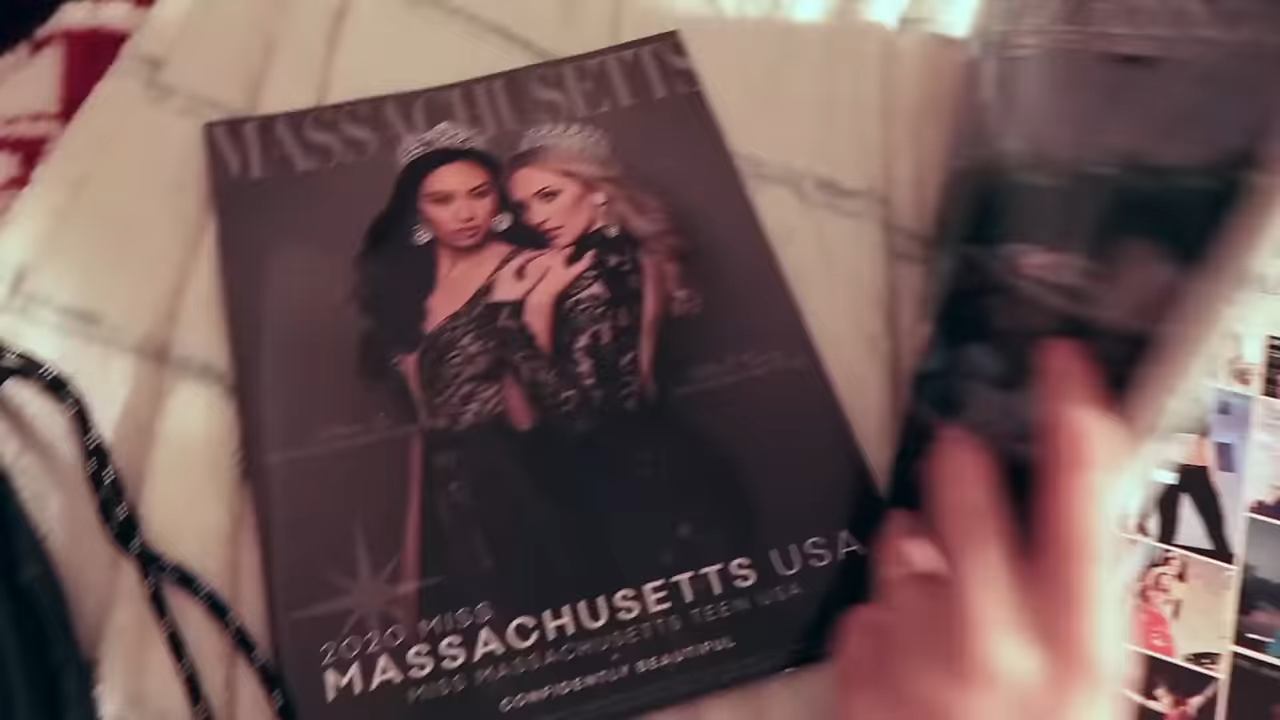 MASSACHUSETTS
2020 MISS
MASSACHUSETTS USA
MISS MASSACHUSETTS TEEN USA
CONFIDENTLY BEAUTIFUL